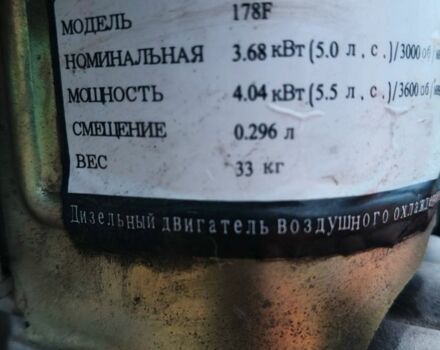 МОДЕЛЬ 178F
НОМИНАЛЬНАЯ 3.68 кВт (5.0 л . с . )/3000 об /
МОЩНОСТЬ 4.04 кВт (5.5 л . с . )/3600 об /
СМЕЩЕНИЕ 0.296 л
ВЕС 33 кг
Дизельный двигатель воздушного